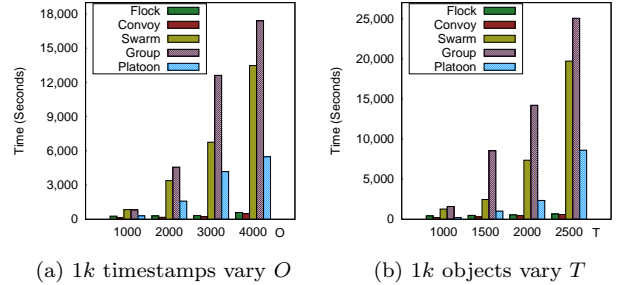 18,000
15,000
12,000
9,000
6,000
3,000
0
Time (Seconds)
Flock
Convoy
Swarm
Group
Platoon
1000 2000 3000 4000 O
(a) 1k timestamps vary O
25,000
20,000
15,000
10,000
5,000
0
Time (Seconds)
Flock
Convoy
Swarm
Group
Platoon
1000 1500 2000 2500 T
(b) 1k objects vary T